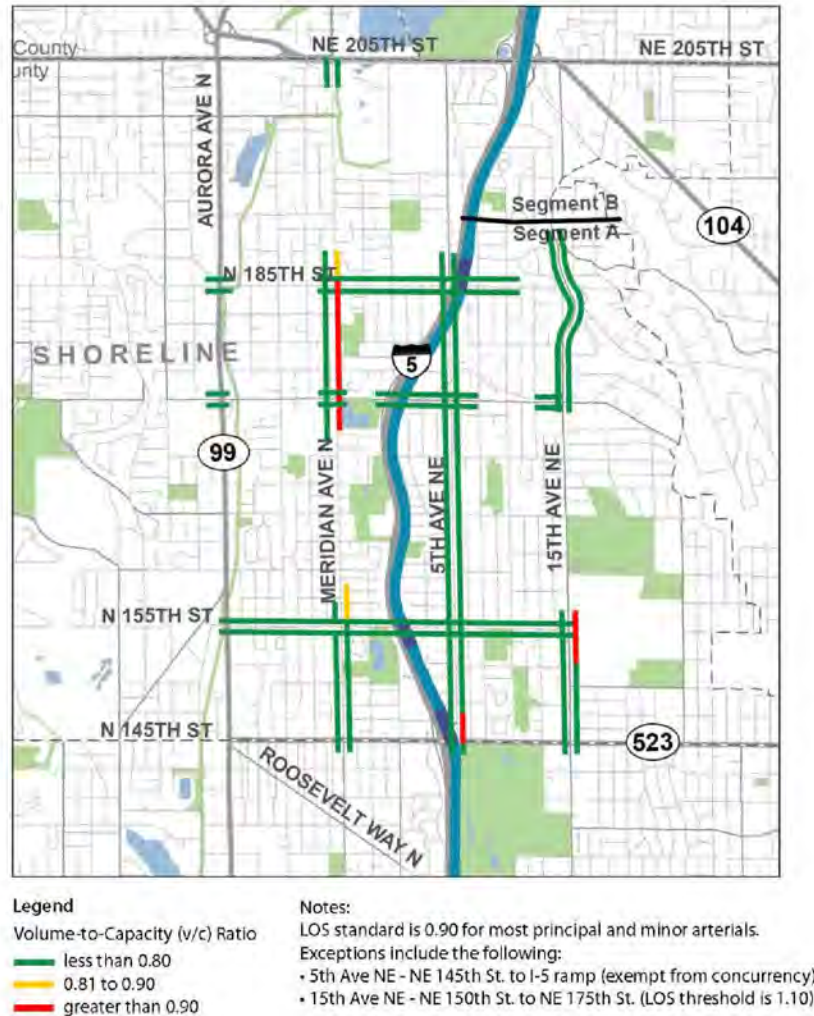 County
unty
NE 205TH ST
NE 205TH ST
AURORA AVE N
Segment B
Segment A
104
N 185TH ST
SHORELINE
5
99
MERIDIAN AVE N
5TH AVE NE
15TH AVE NE
N 155TH ST
N 145TH ST
523
ROOSEVELT WAY N
Legend
Volume-to-Capacity (v/c) Ratio
less than 0.80
0.81 to 0.90
greater than 0.90
Notes:
LOS standard is 0.90 for most principal and minor arterials.
Exceptions include the following:
• 5th Ave NE - NE 145th St. to I-5 ramp (exempt from concurrency)
• 15th Ave NE - NE 150th St. to NE 175th St. (LOS threshold is 1.10)